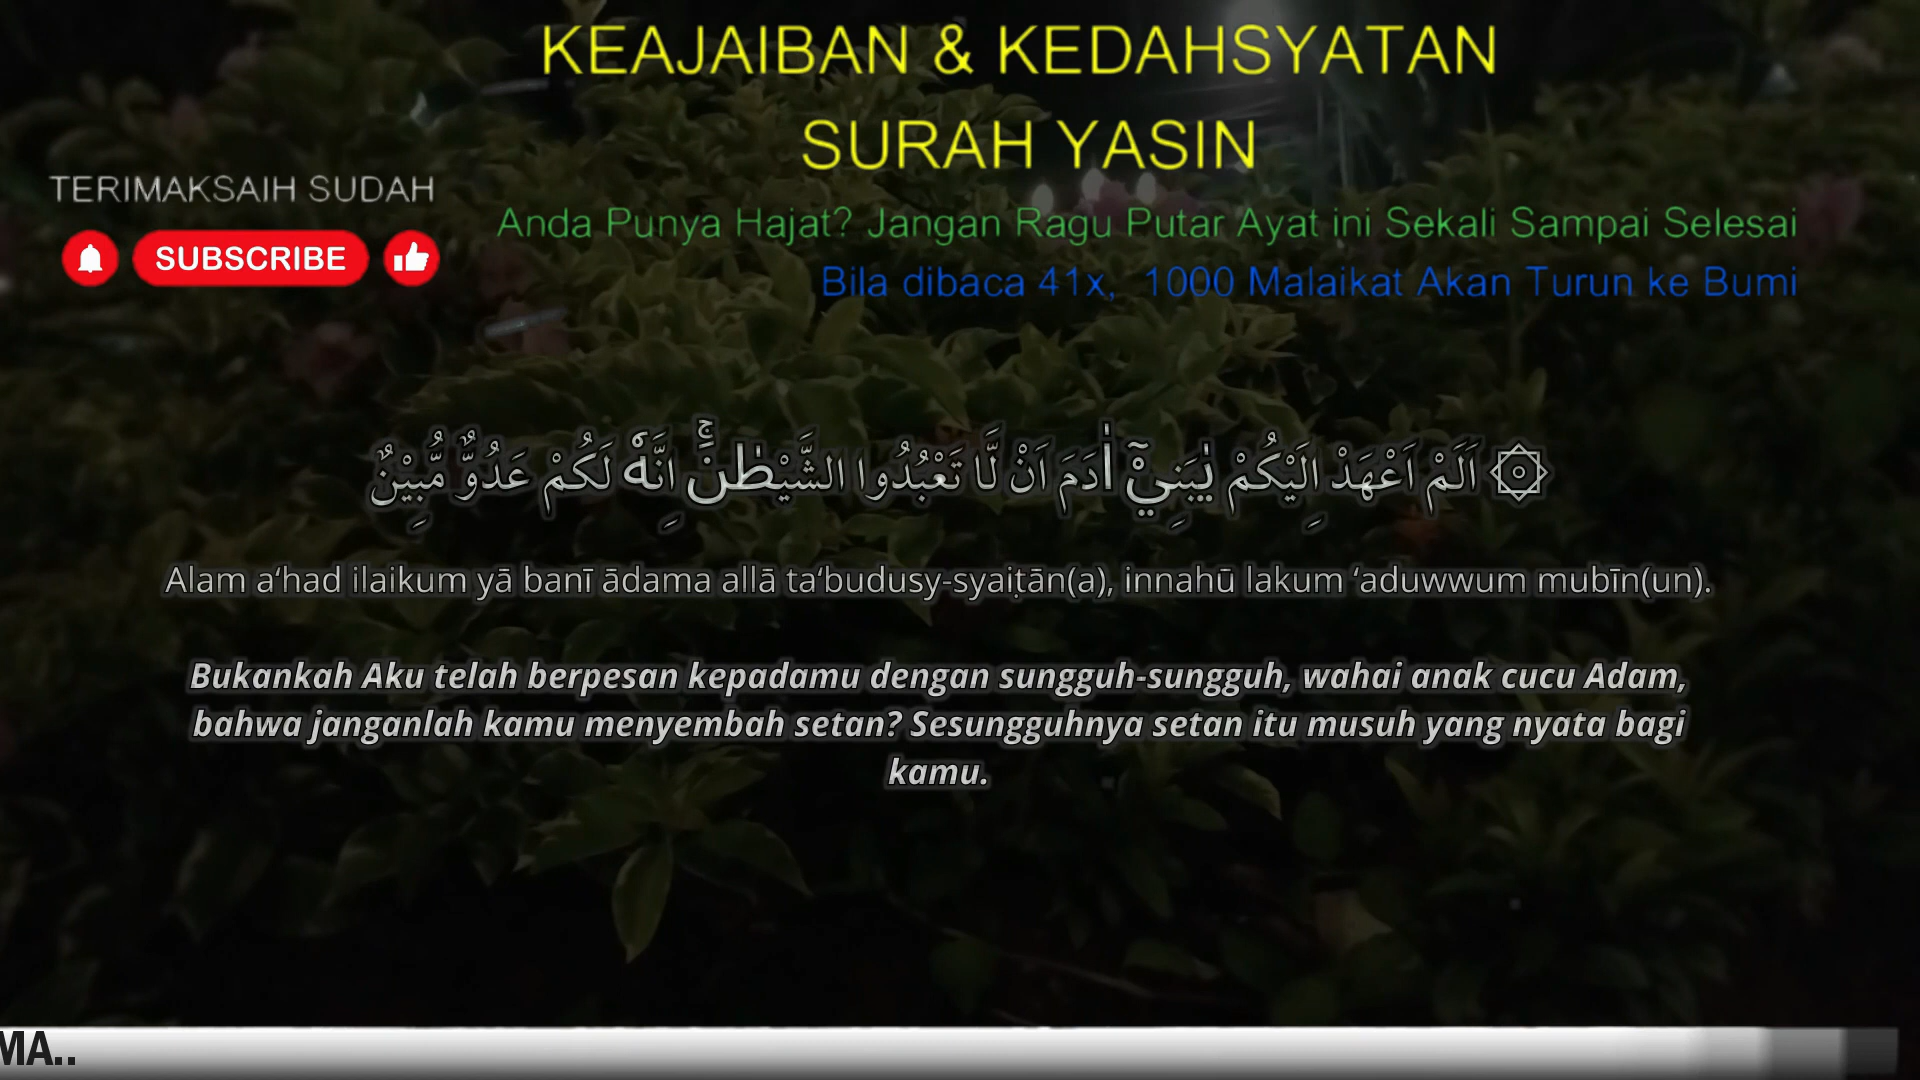 KEAJAIBAN & KEDAHSYATAN
SURAH YASIN
TERIMAKSAIH SUDAH
SUBSCRIBE
Anda Punya Hajat? Jangan Ragu Putar Ayat ini Sekali Sampai Selesai
Bila dibaca 41x, 1000 Malaikat Akan Turun ke Bumi
۞ اَلَمْ اَعْهَدْ اِلَيْكُمْ يٰبَنِيْٓ اٰدَمَ اَنْ لَّا تَعْبُدُوا الشَّيْطٰنَۚ اِنَّهٗ لَكُمْ عَدُوٌّ مُّبِيْنٌ
Alam a‘had ilaikum yā banī ādama allā ta‘budusy-syaiṭān(a), innahū lakum ‘aduwwum mubīn(un).
Bukankah Aku telah berpesan kepadamu dengan sungguh-sungguh, wahai anak cucu Adam,
bahwa janganlah kamu menyembah setan? Sesungguhnya setan itu musuh yang nyata bagi
kamu.
MA..